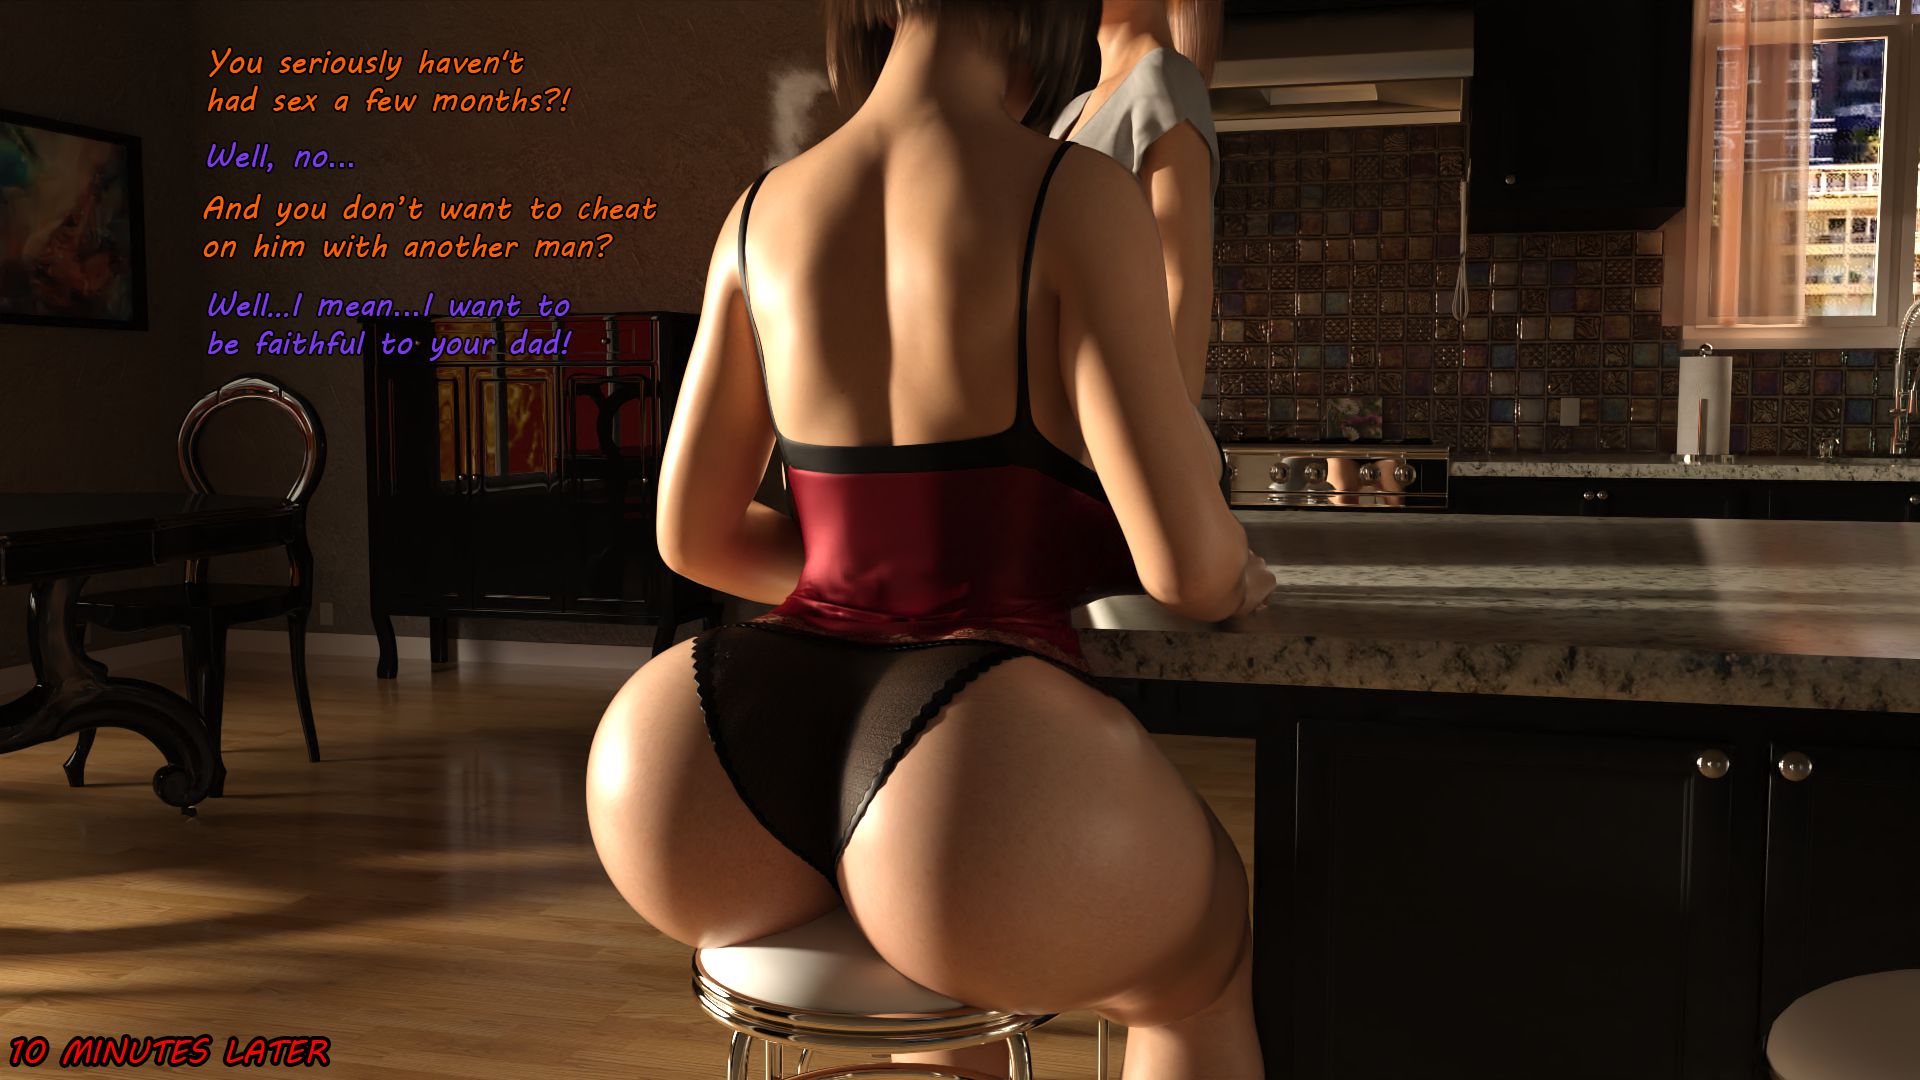 You seriously haven't
had sex a few months?!
Well, no...
And you don't want to cheat
on him with another man?
Well...I mean...I want to
be faithful to your dad!
10 MINUTES LATER